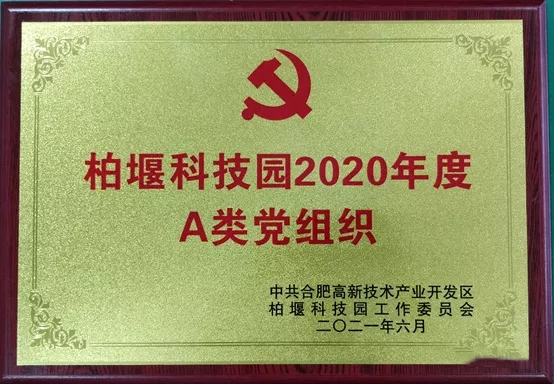 柏堰科技园2020年度
A类党组织
中共合肥高新技术产业开发区
柏堰科技园工作委员会
二〇二一年六月